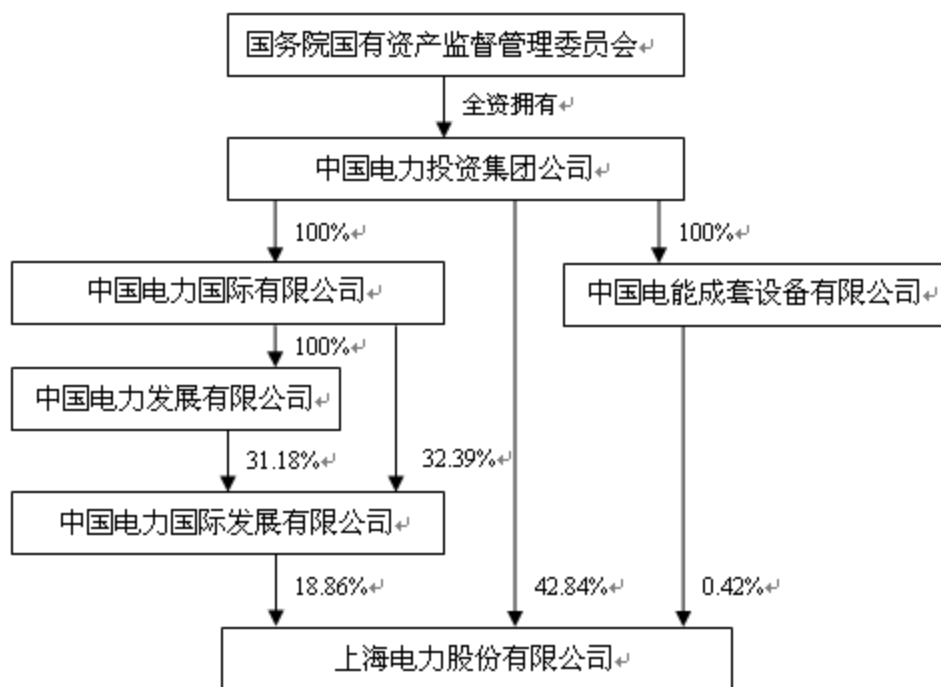 国务院国有资产监督管理委员会
全资拥有
中国电力投资集团公司
100%
100%
中国电力国际有限公司
中国电能成套设备有限公司
100%
中国电力发展有限公司
31.18%
32.39%
中国电力国际发展有限公司
18.86%
42.84%
0.42%
上海电力股份有限公司